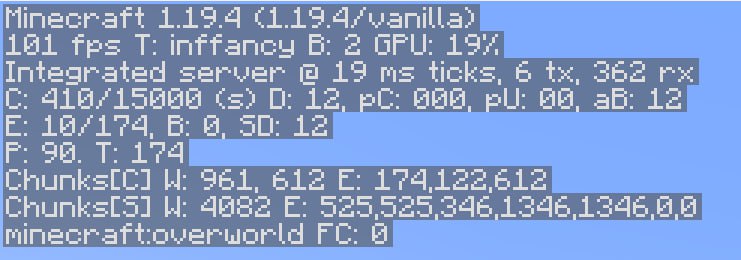 Minecraft 1.19.4 (1.19.4/vanilla)
101 fps T: inffancy B: 2 GPU: 19%
Integrated server @ 19 ms ticks, 6 tx, 362 rx
C: 410/15000 (s) D: 12, pC: 000, pU: 00, aB: 12
E: 10/174, B: 0, SD: 12
P: 90. T: 174
Chunks[C] W: 961, 612 E: 174,122,612
Chunks[S] W: 4082 E: 525,525,346,1346,1346,0,0
minecraft:overworld FC: 0